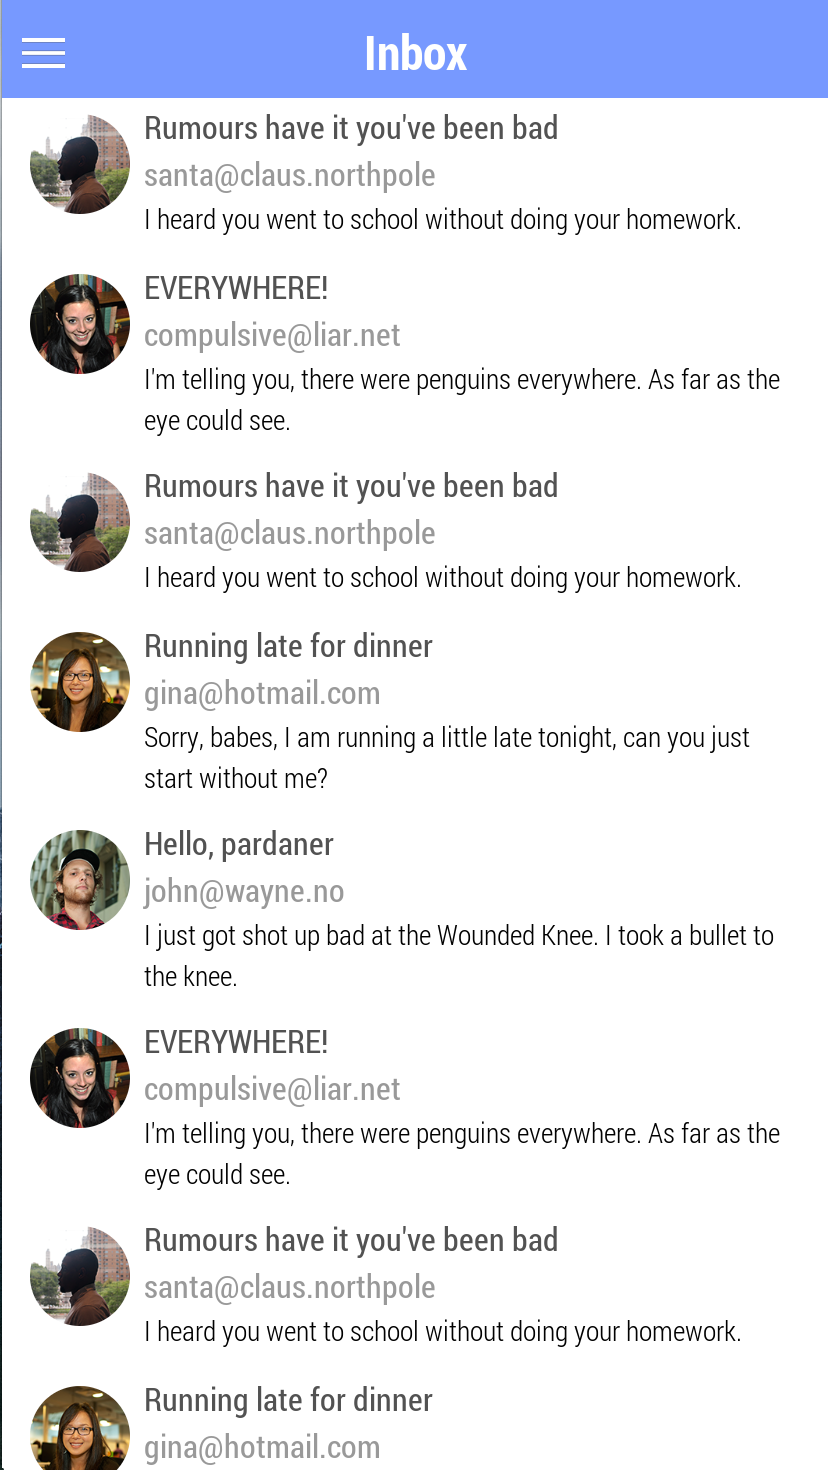 Inbox
Rumours have it you've been bad
santa@claus.northpole
I heard you went to school without doing your homework.
EVERYWHERE!
compulsive@liar.net
I'm telling you, there were penguins everywhere. As far as the
eye could see.
Rumours have it you've been bad
santa@claus.northpole
I heard you went to school without doing your homework.
Running late for dinner
gina@hotmail.com
Sorry, babes, I am running a little late tonight, can you just
start without me?
Hello, pardaner
john@wayne.no
I just got shot up bad at the Wounded Knee. I took a bullet to
the knee.
EVERYWHERE!
compulsive@liar.net
I'm telling you, there were penguins everywhere. As far as the
eye could see.
Rumours have it you've been bad
santa@claus.northpole
I heard you went to school without doing your homework.
Running late for dinner
gina@hotmail.com